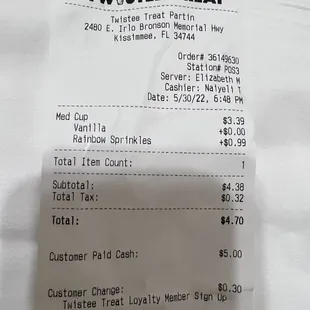 Twistee Treat Partin
2480 E. Irlo Bronson Memorial Hwy
Kissimmee, FL 34744
Order# 36149630
Station# POS3
Server: Elizabeth M
Cashier: Naiyeli T
Date: 5/30/22, 6:48 PM
Med Cup $3.39
Vanilla +$0.00
Rainbow Sprinkles +$0.99
Total Item Count: 1
Subtotal: $4.38
Total Tax: $0.32
Total: $4.70
Customer Paid Cash: $5.00
Customer Change: $0.30
Twistee Treat Loyalty Member Sign Up